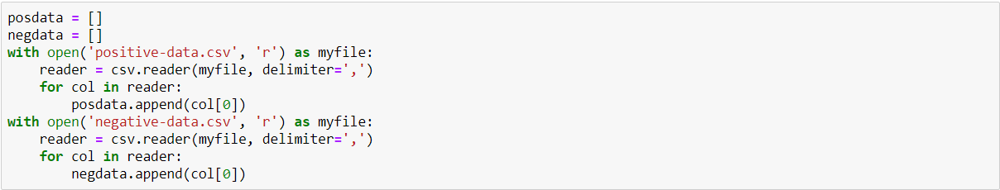 posdata = []
negdata = []
with open('positive-data.csv', 'r') as myfile:
    reader = csv.reader(myfile, delimiter=',')
    for col in reader:
        posdata.append(col[0])
with open('negative-data.csv', 'r') as myfile:
    reader = csv.reader(myfile, delimiter=',')
    for col in reader:
        negdata.append(col[0])